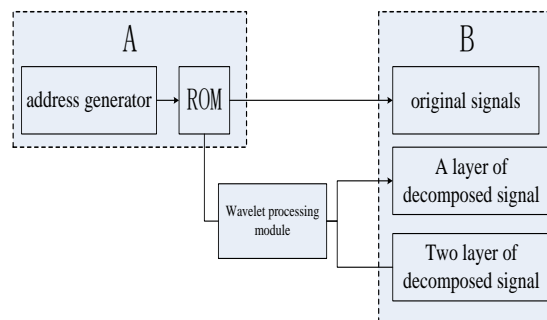 A
B
address generator
ROM
original signals
A layer of
decomposed signal
Wavelet processing
module
Two layer of
decomposed signal